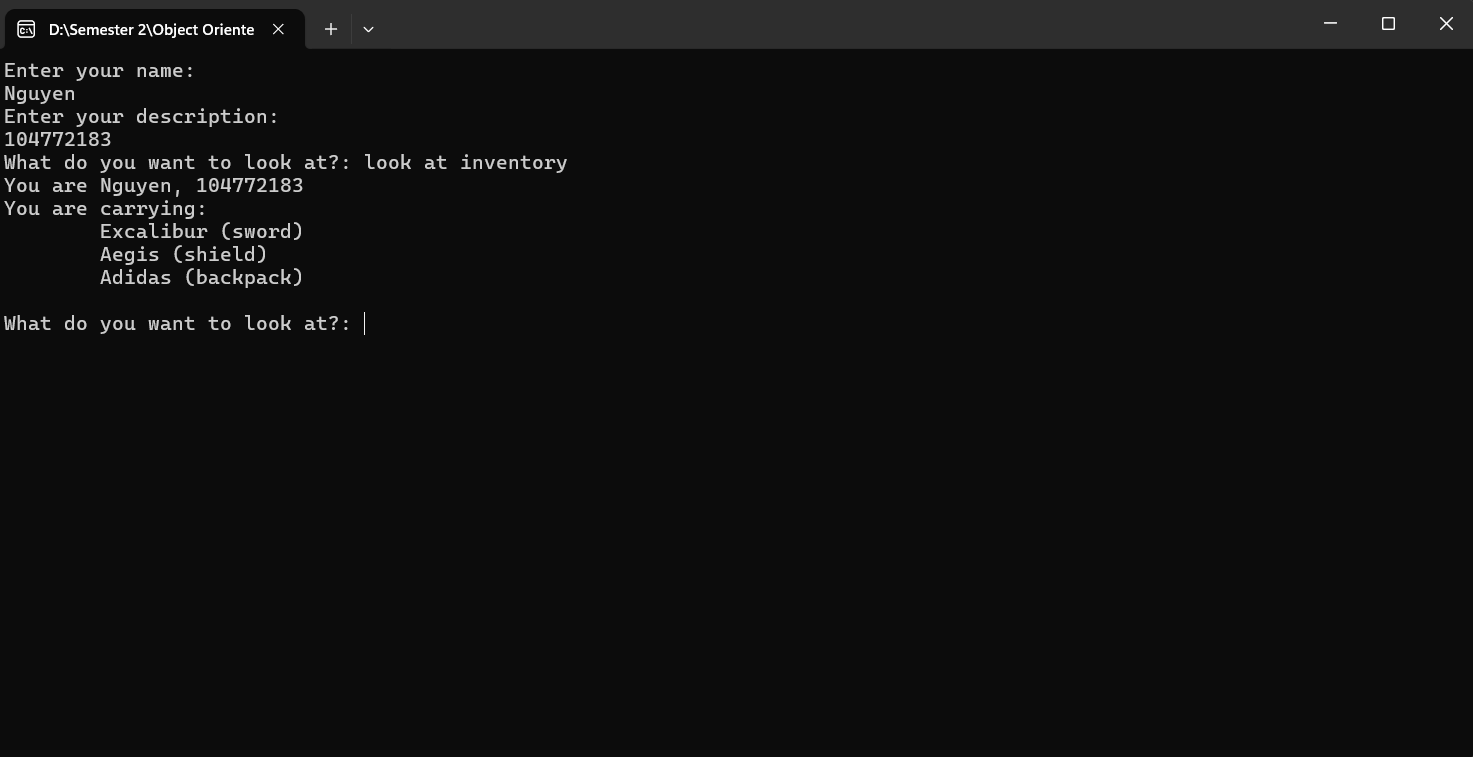 D:\Semester 2\Object Oriente
Enter your name:
Nguyen
Enter your description:
104772183
What do you want to look at?: look at inventory
You are Nguyen, 104772183
You are carrying:
        Excalibur (sword)
        Aegis (shield)
        Adidas (backpack)

What do you want to look at?: